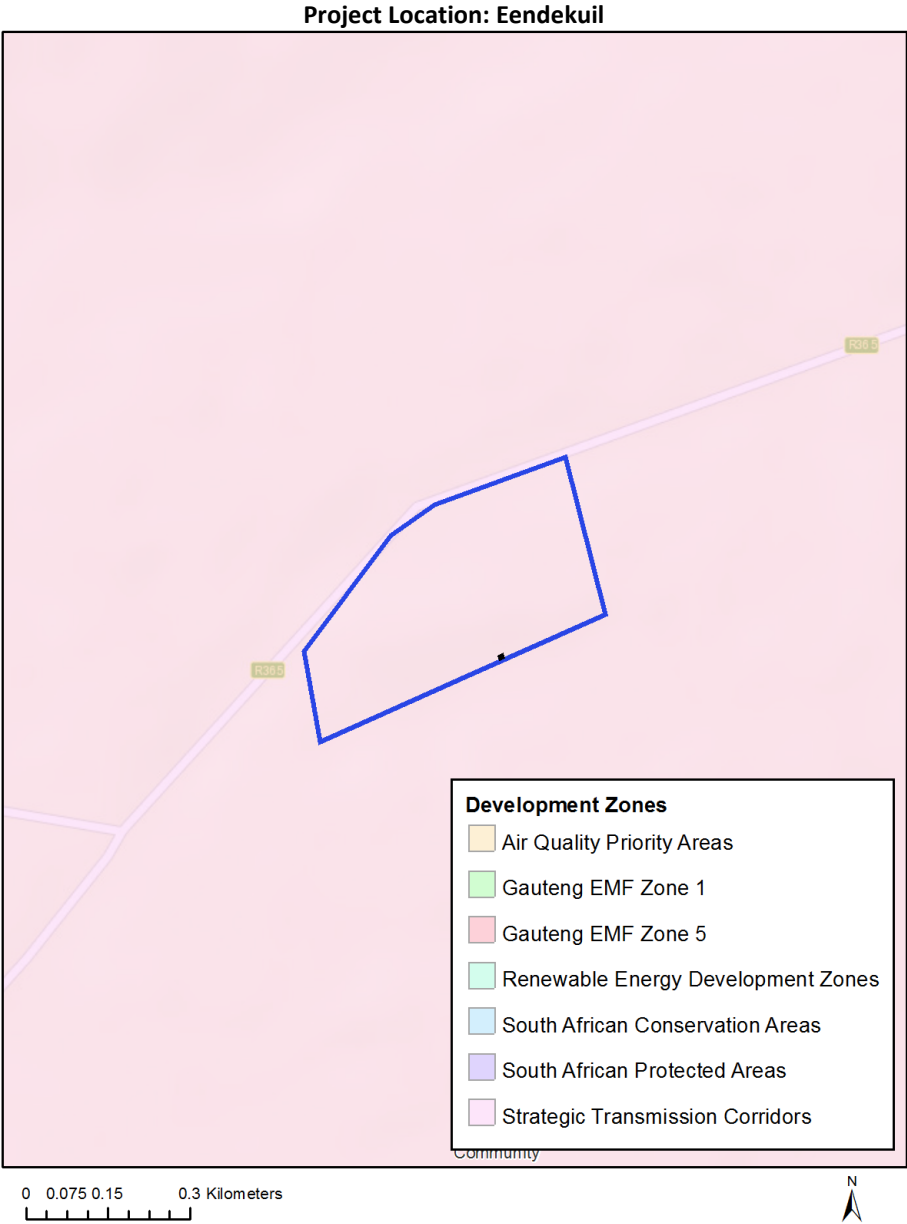 Project Location: Eendekuil
R365
R365
Development Zones
Air Quality Priority Areas
Gauteng EMF Zone 1
Gauteng EMF Zone 5
Renewable Energy Development Zones
South African Conservation Areas
South African Protected Areas
Strategic Transmission Corridors
Community
0 0.075 0.15 0.3 Kilometers
N